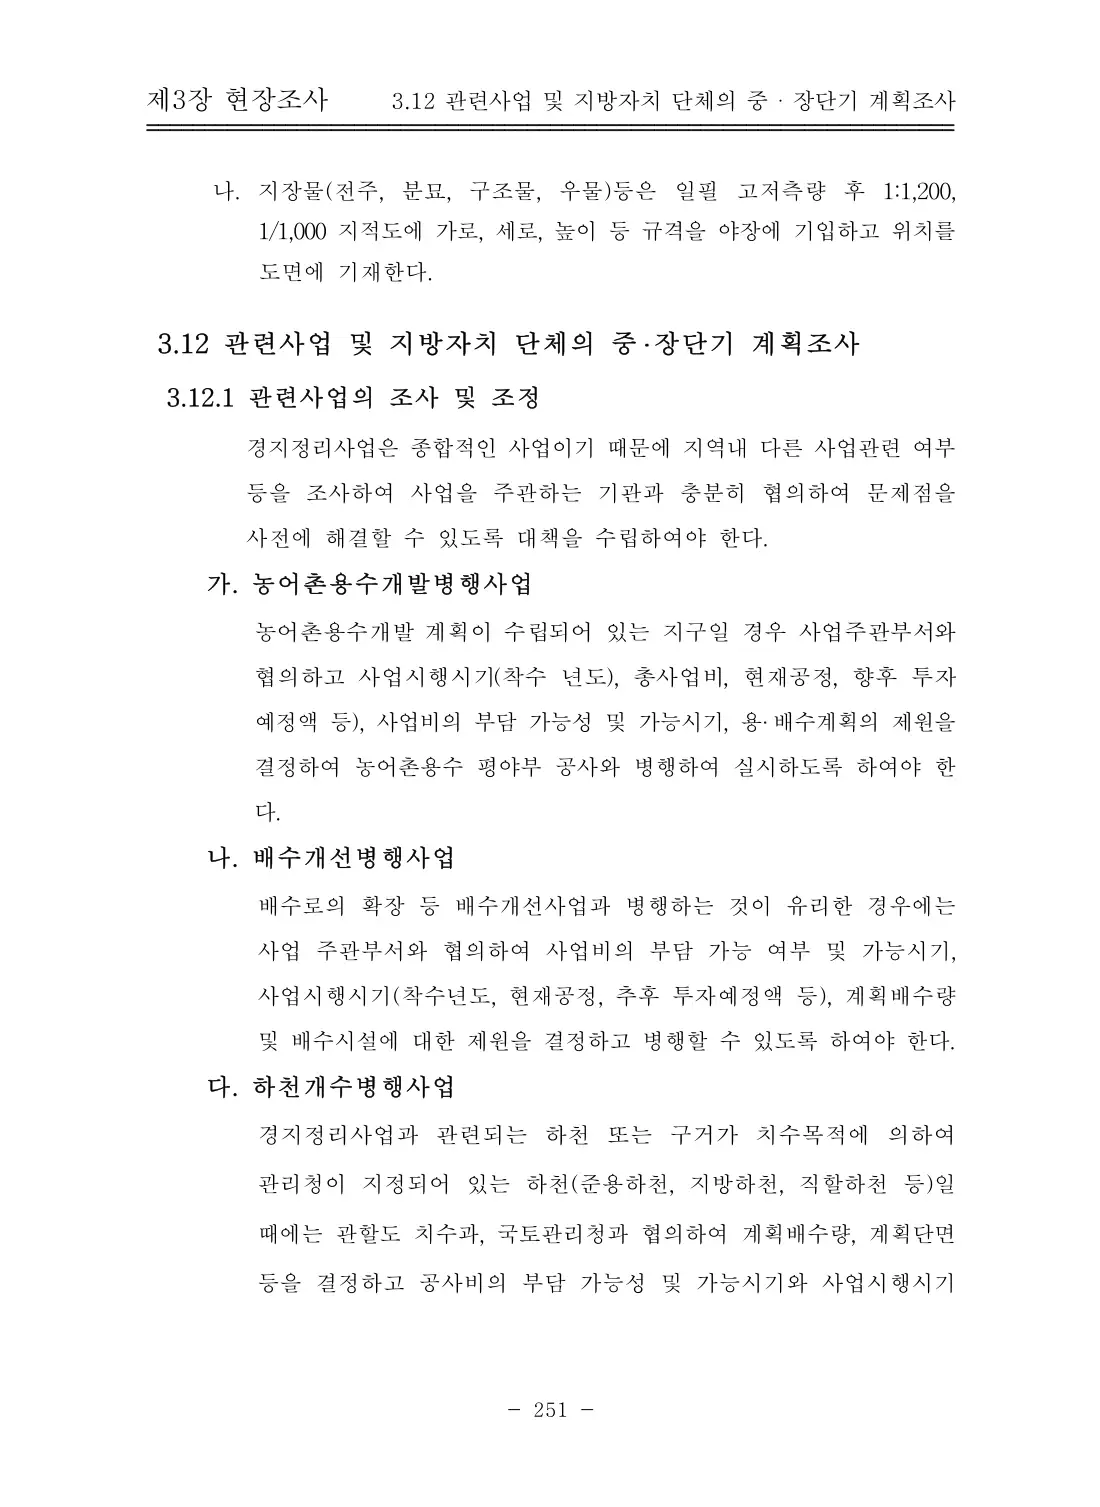 제3장 현장조사 3.12 관련사업 및 지방자치 단체의 중·장단기 계획조사
나. 지장물(전주, 분묘, 구조물, 우물)등은 일필 고저측량 후 1:1,200,
1/1,000 지적도에 가로, 세로, 높이 등 규격을 야장에 기입하고 위치를
도면에 기재한다.
3.12 관련사업 및 지방자치 단체의 중·장단기 계획조사
3.12.1 관련사업의 조사 및 조정
경지정리사업은 종합적인 사업이기 때문에 지역내 다른 사업관련 여부
등을 조사하여 사업을 주관하는 기관과 충분히 협의하여 문제점을
사전에 해결할 수 있도록 대책을 수립하여야 한다.
가. 농어촌용수개발병행사업
농어촌용수개발 계획이 수립되어 있는 지구일 경우 사업주관부서와
협의하고 사업시행시기(착수 년도), 총사업비, 현재공정, 향후 투자
예정액 등), 사업비의 부담 가능성 및 가능시기, 용·배수계획의 제원을
결정하여 농어촌용수 평야부 공사와 병행하여 실시하도록 하여야 한
다.
나. 배수개선병행사업
배수로의 확장 등 배수개선사업과 병행하는 것이 유리한 경우에는
사업 주관부서와 협의하여 사업비의 부담 가능 여부 및 가능시기,
사업시행시기(착수년도, 현재공정, 추후 투자예정액 등), 계획배수량
및 배수시설에 대한 제원을 결정하고 병행할 수 있도록 하여야 한다.
다. 하천개수병행사업
경지정리사업과 관련되는 하천 또는 구거가 치수목적에 의하여
관리청이 지정되어 있는 하천(준용하천, 지방하천, 직할하천 등)일
때에는 관할도 치수과, 국토관리청과 협의하여 계획배수량, 계획단면
등을 결정하고 공사비의 부담 가능성 및 가능시기와 사업시행시기
- 251 -